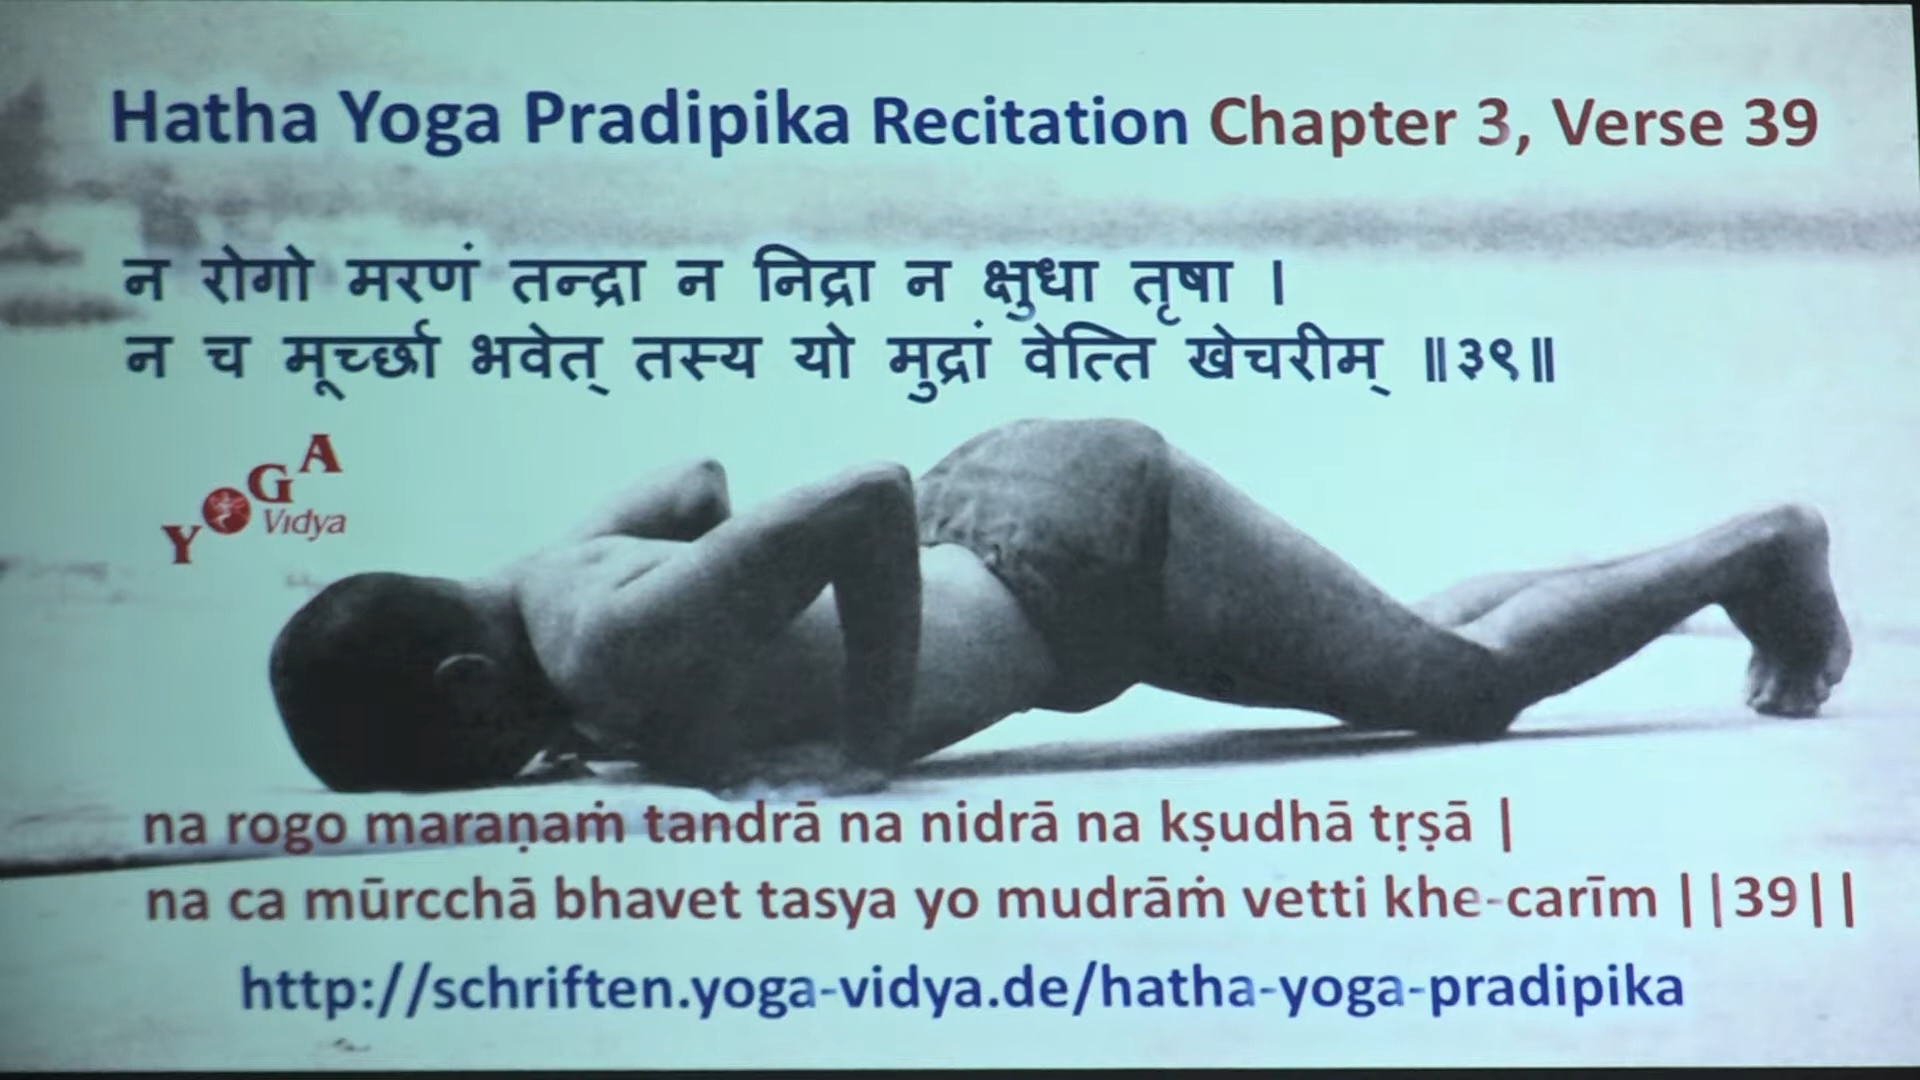 Hatha Yoga Pradipika Recitation Chapter 3, Verse 39
न रोगो मरणं तन्द्रा न निद्रा न क्षुधा तृषा ।
न च मूर्च्छा भवेत् तस्य यो मुद्रां वेत्ति खेचरीम् ॥३९॥
YOGA
Vidya
na rogo maraṇaṁ tandrā na nidrā na kṣudhā tṛṣā |
na ca mūrcchā bhavet tasya yo mudrāṁ vetti khe-carīm ||39||
http://schriften.yoga-vidya.de/hatha-yoga-pradipika